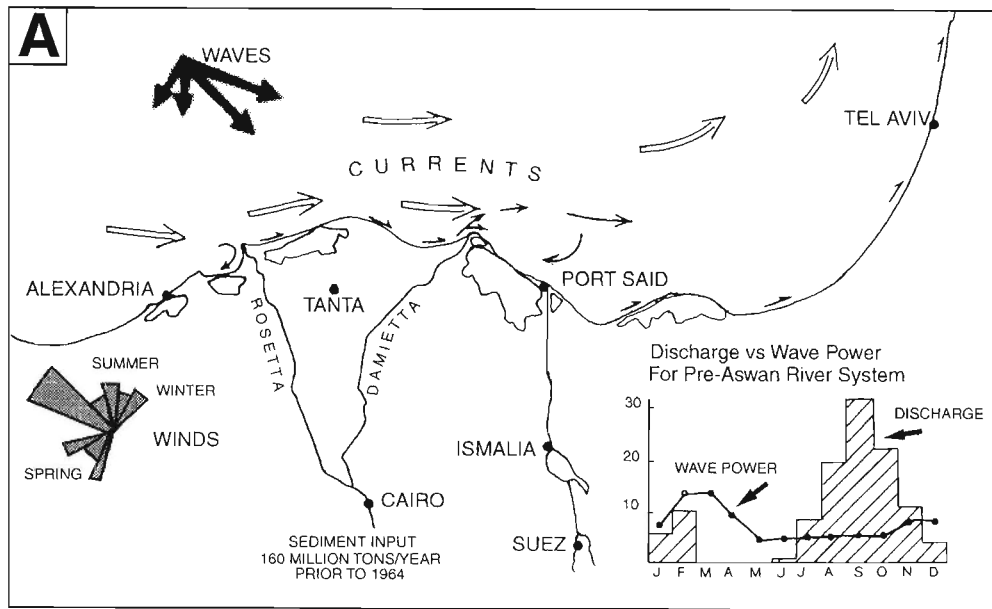 A
WAVES
CURRENTS
TEL AVIV
ALEXANDRIA
TANTA
PORT SAID
ROSETTA
DAMIETTA
SUMMER
WINTER
WINDS
SPRING
ISMALIA
CAIRO
SUEZ
SEDIMENT INPUT
160 MILLION TONS/YEAR
PRIOR TO 1964
Discharge vs Wave Power
For Pre-Aswan River System
30
20
10
DISCHARGE
WAVE POWER
J F M A M J J A S O N D